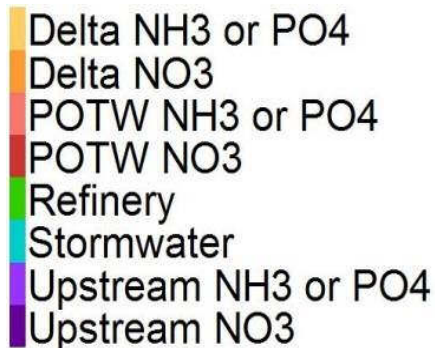 Delta NH3 or PO4
Delta NO3
POTW NH3 or PO4
POTW NO3
Refinery
Stormwater
Upstream NH3 or PO4
Upstream NO3